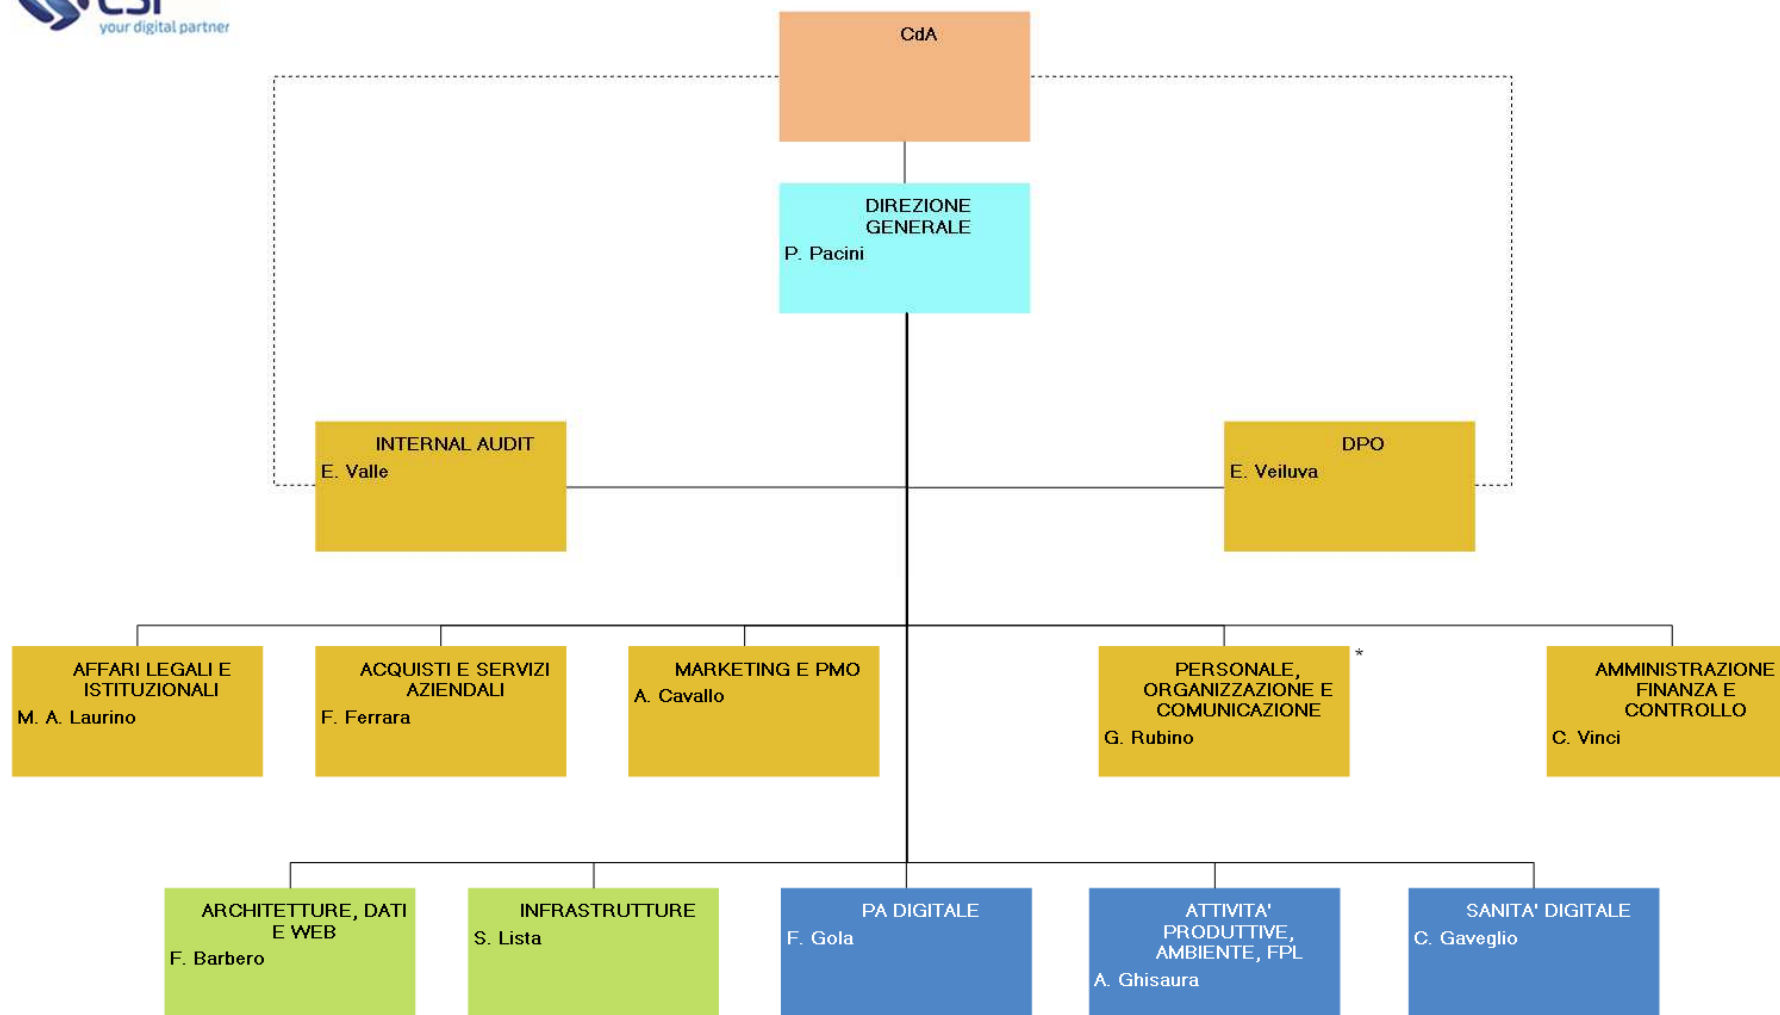 CSI
your digital partner
CdA
DIREZIONE
GENERALE
P. Pacini
INTERNAL AUDIT
E. Valle
DPO
E. Veiluva
AFFARI LEGALI E
ISTITUZIONALI
M. A. Laurino
ACQUISTI E SERVIZI
AZIENDALI
F. Ferrara
MARKETING E PMO
A. Cavallo
PERSONALE,
ORGANIZZAZIONE E
COMUNICAZIONE
G. Rubino
*
AMMINISTRAZIONE
FINANZA E
CONTROLLO
C. Vinci
ARCHITETTURE, DATI
E WEB
F. Barbero
INFRASTRUTTURE
S. Lista
PA DIGITALE
F. Gola
ATTIVITA'
PRODUTTIVE,
AMBIENTE, FPL
A. Ghisaura
SANITA' DIGITALE
C. Gaveglio